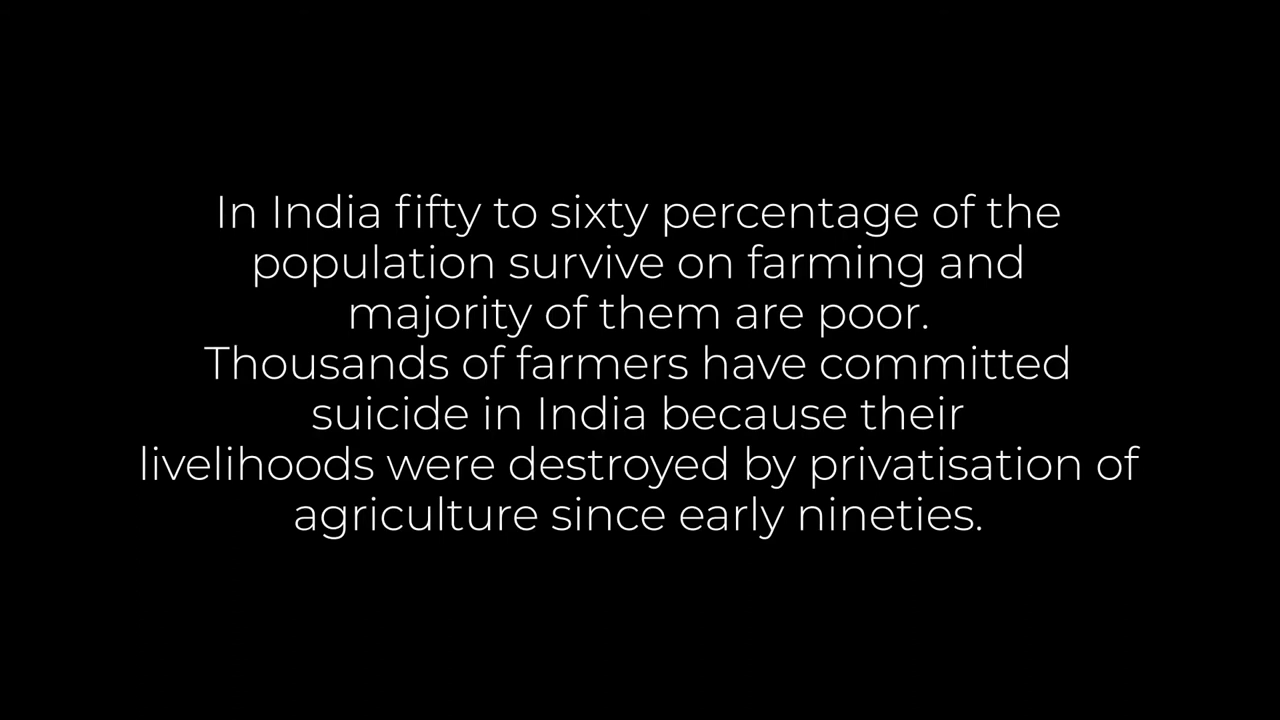 In India fifty to sixty percentage of the
population survive on farming and
majority of them are poor.
Thousands of farmers have committed
suicide in India because their
livelihoods were destroyed by privatisation of
agriculture since early nineties.